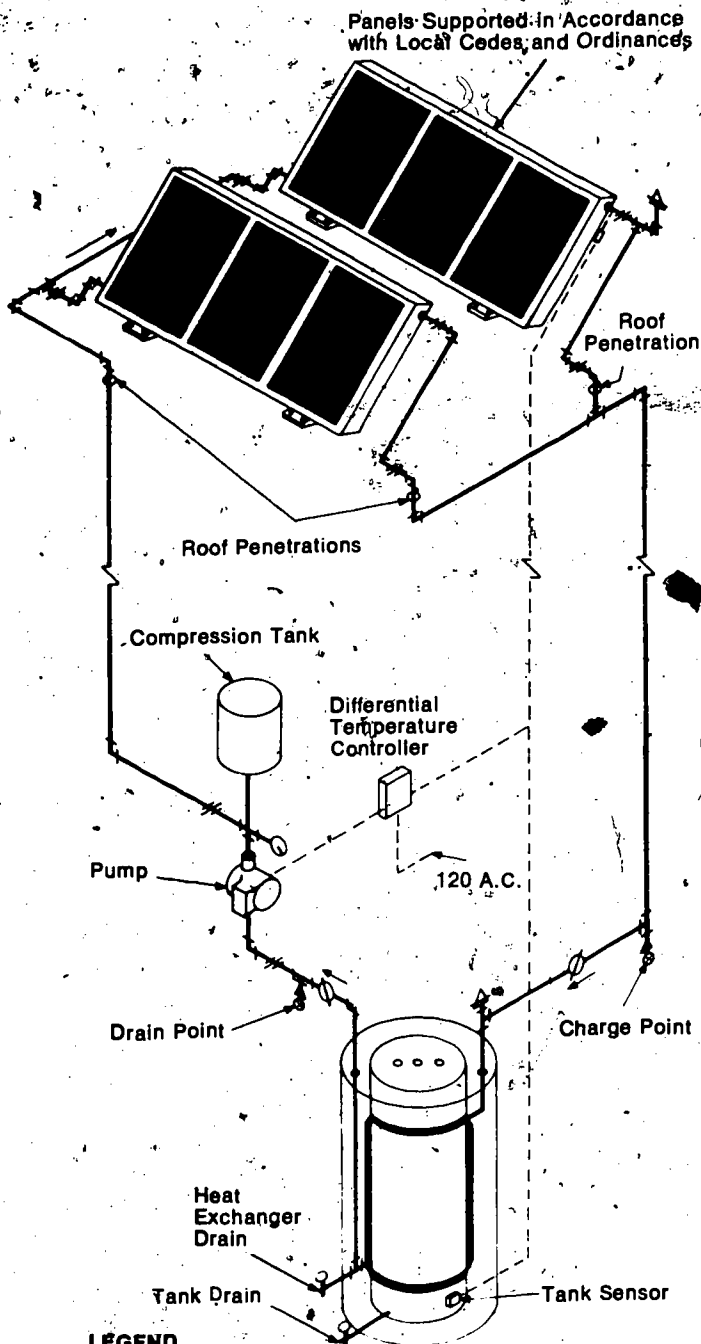 Panels Supported in Accordance
with Local Codes and Ordinances
Roof
Penetration
Roof Penetrations
Compression Tank
Differential
Temperature
Controller
Pump
120 A.C.
Drain Point
Charge Point
Heat
Exchanger
Drain
Tank Drain
Tank Sensor
LEGEND